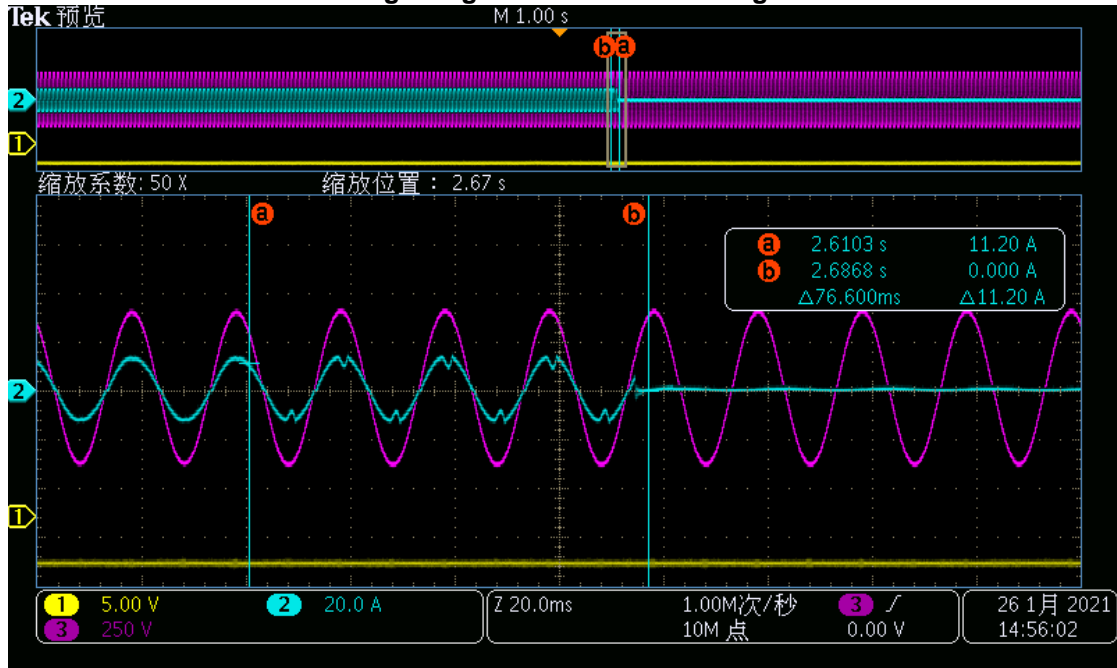 Tek 预览
M 1.00 s
b a
2
1
缩放系数: 50 X
缩放位置： 2.67 s
a
b
a 2.6103 s 11.20 A
b 2.6868 s 0.000 A
△76.600ms △11.20 A
2
1
1 5.00 V 2 20.0 A Z 20.0ms 1.00M次/秒 3 26 1月 2021
3 250 V 10M 点 0.00 V 14:56:02